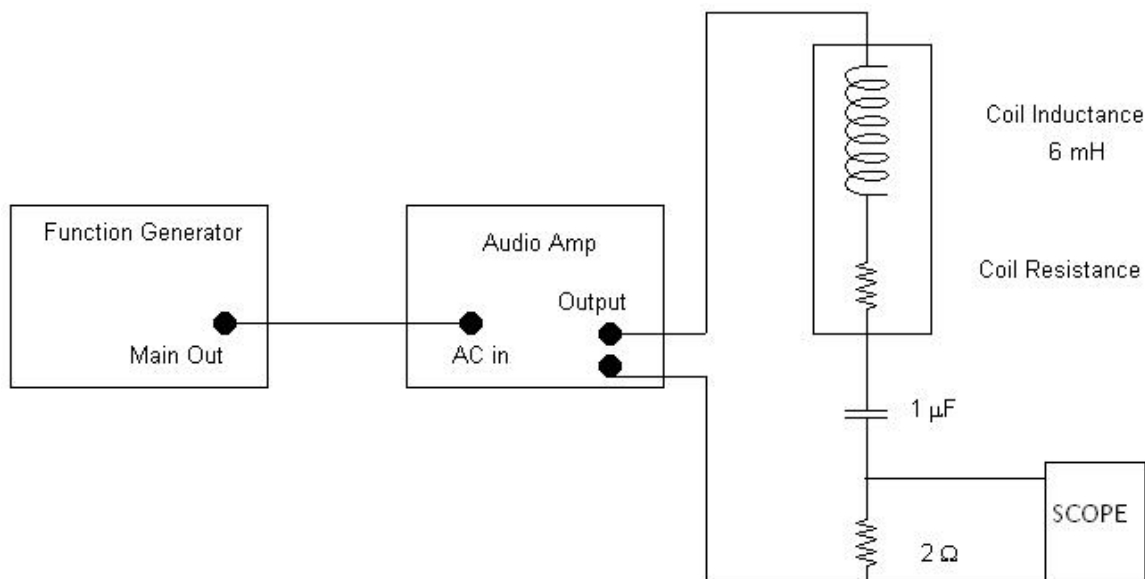 Coil Inductance
6 mH
Function Generator
Audio Amp
Coil Resistance
Output
Main Out
AC in
1 μF
SCOPE
2 Ω